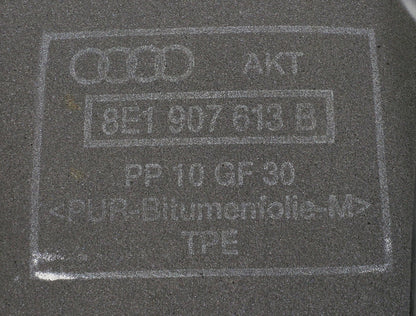 AKT
8E1 907 613 B
PP 10 GF 30
<PUR-Bitumenfolie-M>
TPE